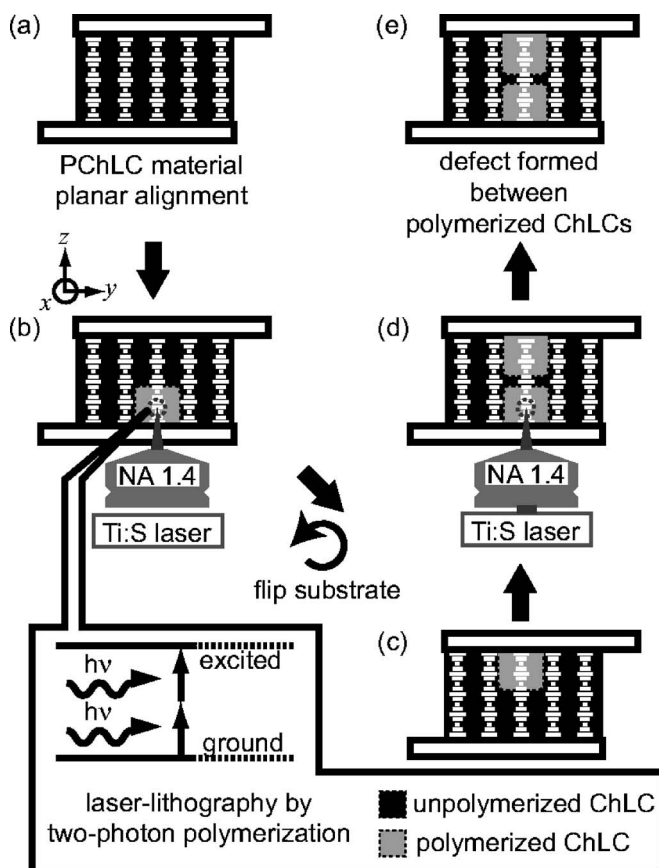 (a)
PChLC material
planar alignment
z
x
y
(b)
NA 1.4
Ti:S laser
flip substrate
hν
excited
hν
ground
laser-lithography by
two-photon polymerization
(e)
defect formed
between
polymerized ChLCs
(d)
NA 1.4
Ti:S laser
(c)
unpolymerized ChLC
polymerized ChLC